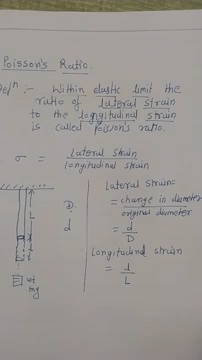 Poisson's Ratio.
Defⁿ :- Within elastic limit the
ratio of lateral strain
to the longitudinal strain
is called Poisson's ratio.
σ = Lateral strain
longitudinal strain
Lateral strain=
= change in diameter
original diameter
= d
D
Longitudinal strain
= l
L
L
D
d
l
wt
mg